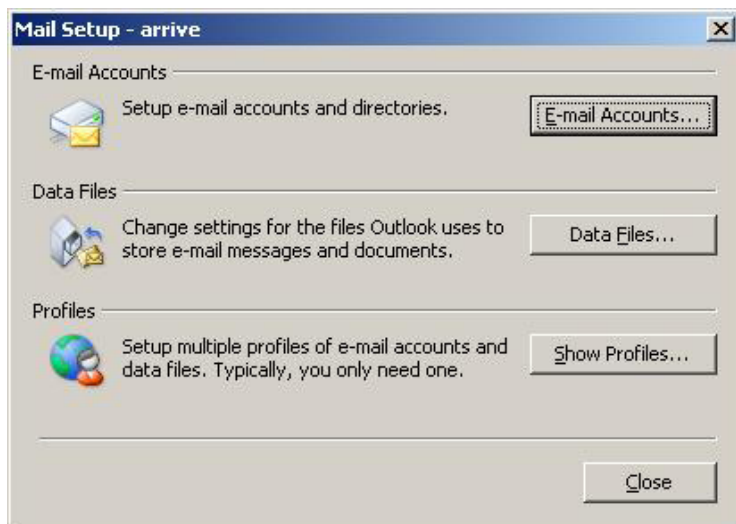 Mail Setup - arrive
E-mail Accounts
Setup e-mail accounts and directories.
E-mail Accounts...
Data Files
Change settings for the files Outlook uses to
store e-mail messages and documents.
Data Files...
Profiles
Setup multiple profiles of e-mail accounts and
data files. Typically, you only need one.
Show Profiles...
Close